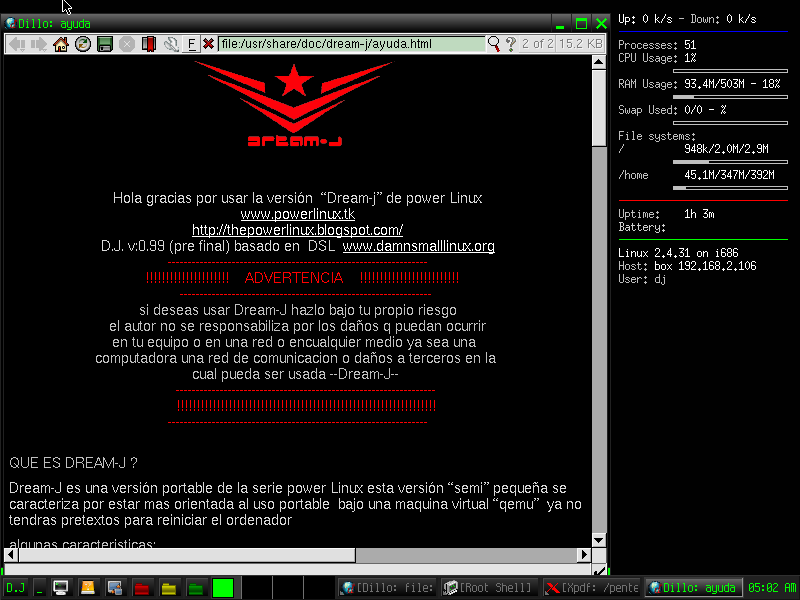 Dillo: ayuda
file:/usr/share/doc/dream-j/ayuda.html
2 of 2
15.2 KB
DREAM-J
Hola gracias por usar la versión “Dream-j” de power Linux
www.powerlinux.tk
http://thepowerlinux.blogspot.com/
D.J. v:0.99 (pre final) basado en DSL www.damnsmalllinux.org
ADVERTENCIA
si deseas usar Dream-J hazlo bajo tu propio riesgo
el autor no se responsabiliza por los daños q puedan ocurrir
en tu equipo o en una red o encualquier medio ya sea una
computadora una red de comunicacion o daños a terceros en la
cual pueda ser usada --Dream-J--
QUE ES DREAM-J ?
Dream-J es una versión portable de la serie power Linux esta versión “semi” pequeña se
caracteriza por estar mas orientada al uso portable bajo una maquina virtual “qemu” ya no
tendras pretextos para reiniciar el ordenador
algunas caracteristicas:
Up: 0 k/s - Down: 0 k/s
Processes: 51
CPU Usage: 1%
RAM Usage: 93.4M/503M - 18%
Swap Used: 0/0 - %
File systems:
/ 948k/2.0M/2.9M
/home 45.1M/347M/392M
Uptime: 1h 3m
Battery:
Linux 2.4.31 on i686
Host: box 192.168.2.106
User: dj
D.J
[Dillo: file:
[Root Shell]
[Xpdf: /pente
Dillo: ayuda
05:02 AM